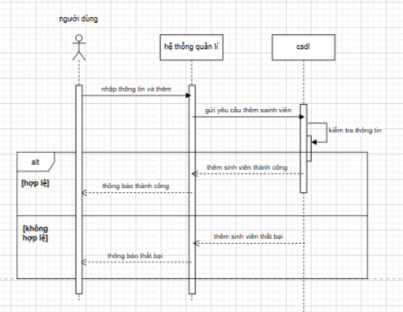 người dùng
hệ thống quản lí
csdl
nhập thông tin và thêm
gửi yêu cầu thêm sainh viên
kiểm tra thông tin
alt
[hợp lệ]
thêm sinh viên thành công
thông báo thành công
[không
hợp lệ]
thêm sinh viên thất bại
thông báo thất bại